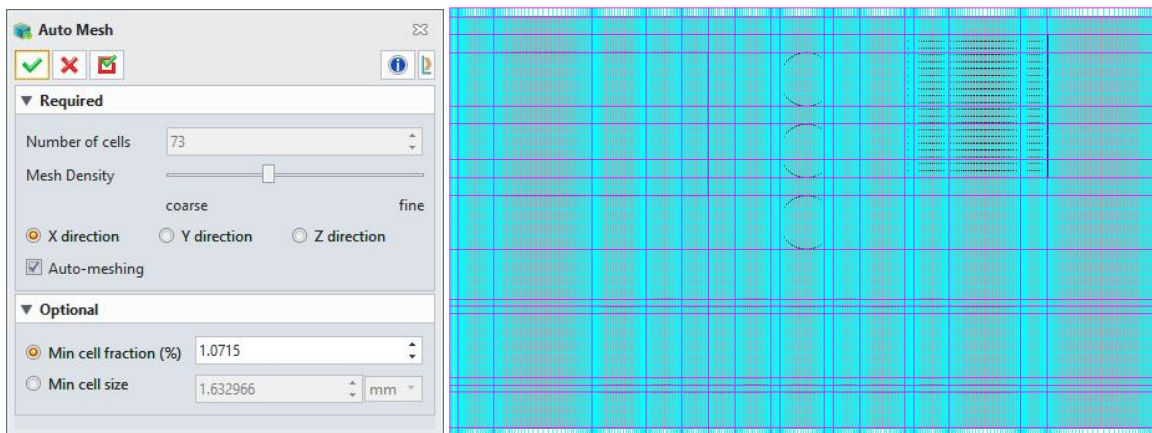 Auto Mesh
Required
Number of cells 73
Mesh Density
coarse fine
X direction Y direction Z direction
Auto-meshing
Optional
Min cell fraction (%) 1.0715
Min cell size 1.632966 mm